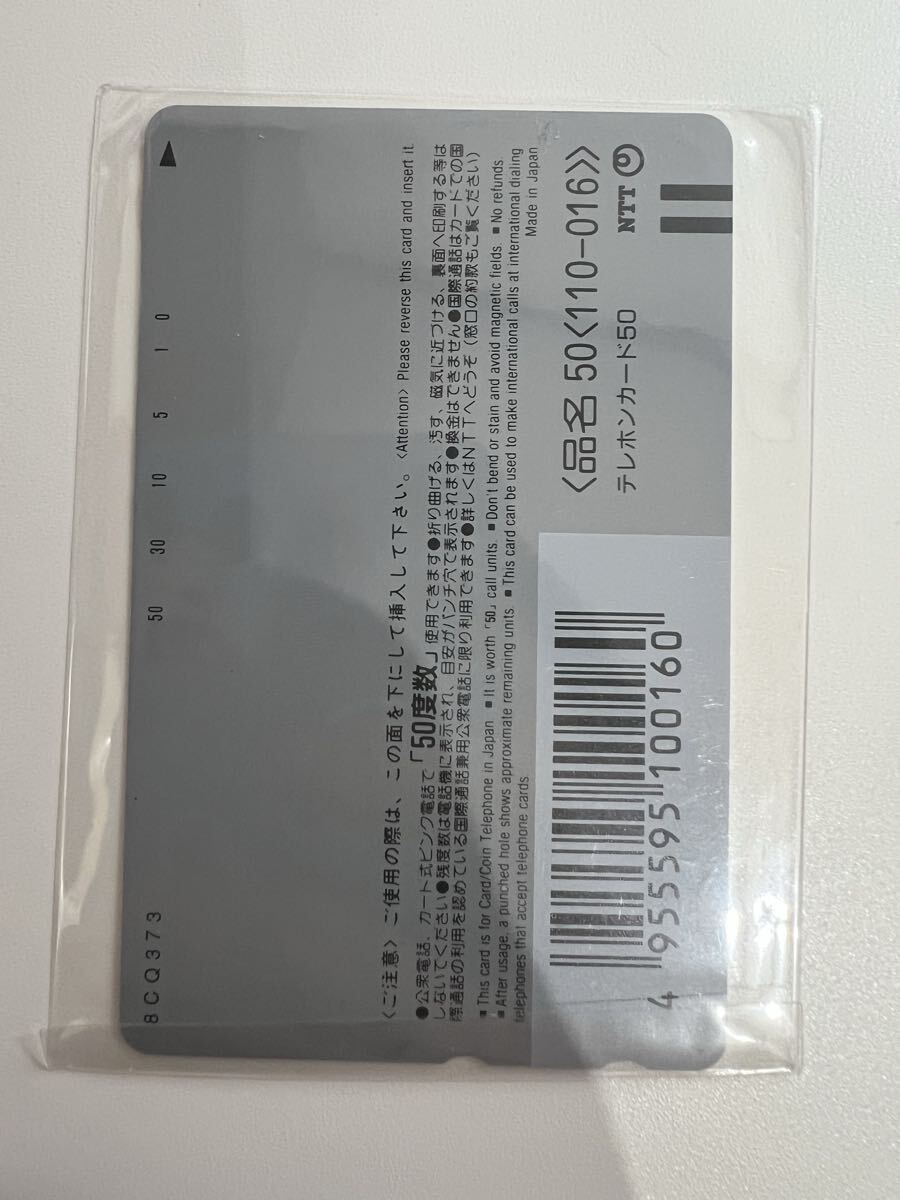 8CQ373
50 30 10 5 1 0
〈ご注意〉ご使用の際は、この面を下にして挿入して下さい。〈Attention〉Please reverse this card and insert it.
●公衆電話、カード式ピンク電話で「50度数」使用できます●折り曲げる、汚す、磁気に近づける、裏面へ印刷する等は
しないでください●残度数は電話機に表示され、目安がパンチ穴で表示されます●換金はできません●国際通話はカードでの国
際通話の利用を認めている国際通話兼用公衆電話に限り利用できます●詳しくはNTTへどうぞ（窓口の約款もご覧ください）
■This card is for Card/Coin Telephone in Japan ■It is worth「50」call units. ■Don't bend or stain and avoid magnetic fields. ■No refunds.
■After usage, a punched hole shows approximate remaining units. ■This card can be used to make international calls at international dialing
telephones that accept telephone cards. Made in Japan
〈品名 50〈110-016〉〉
テレホンカード50 NTT
4 955595 100160